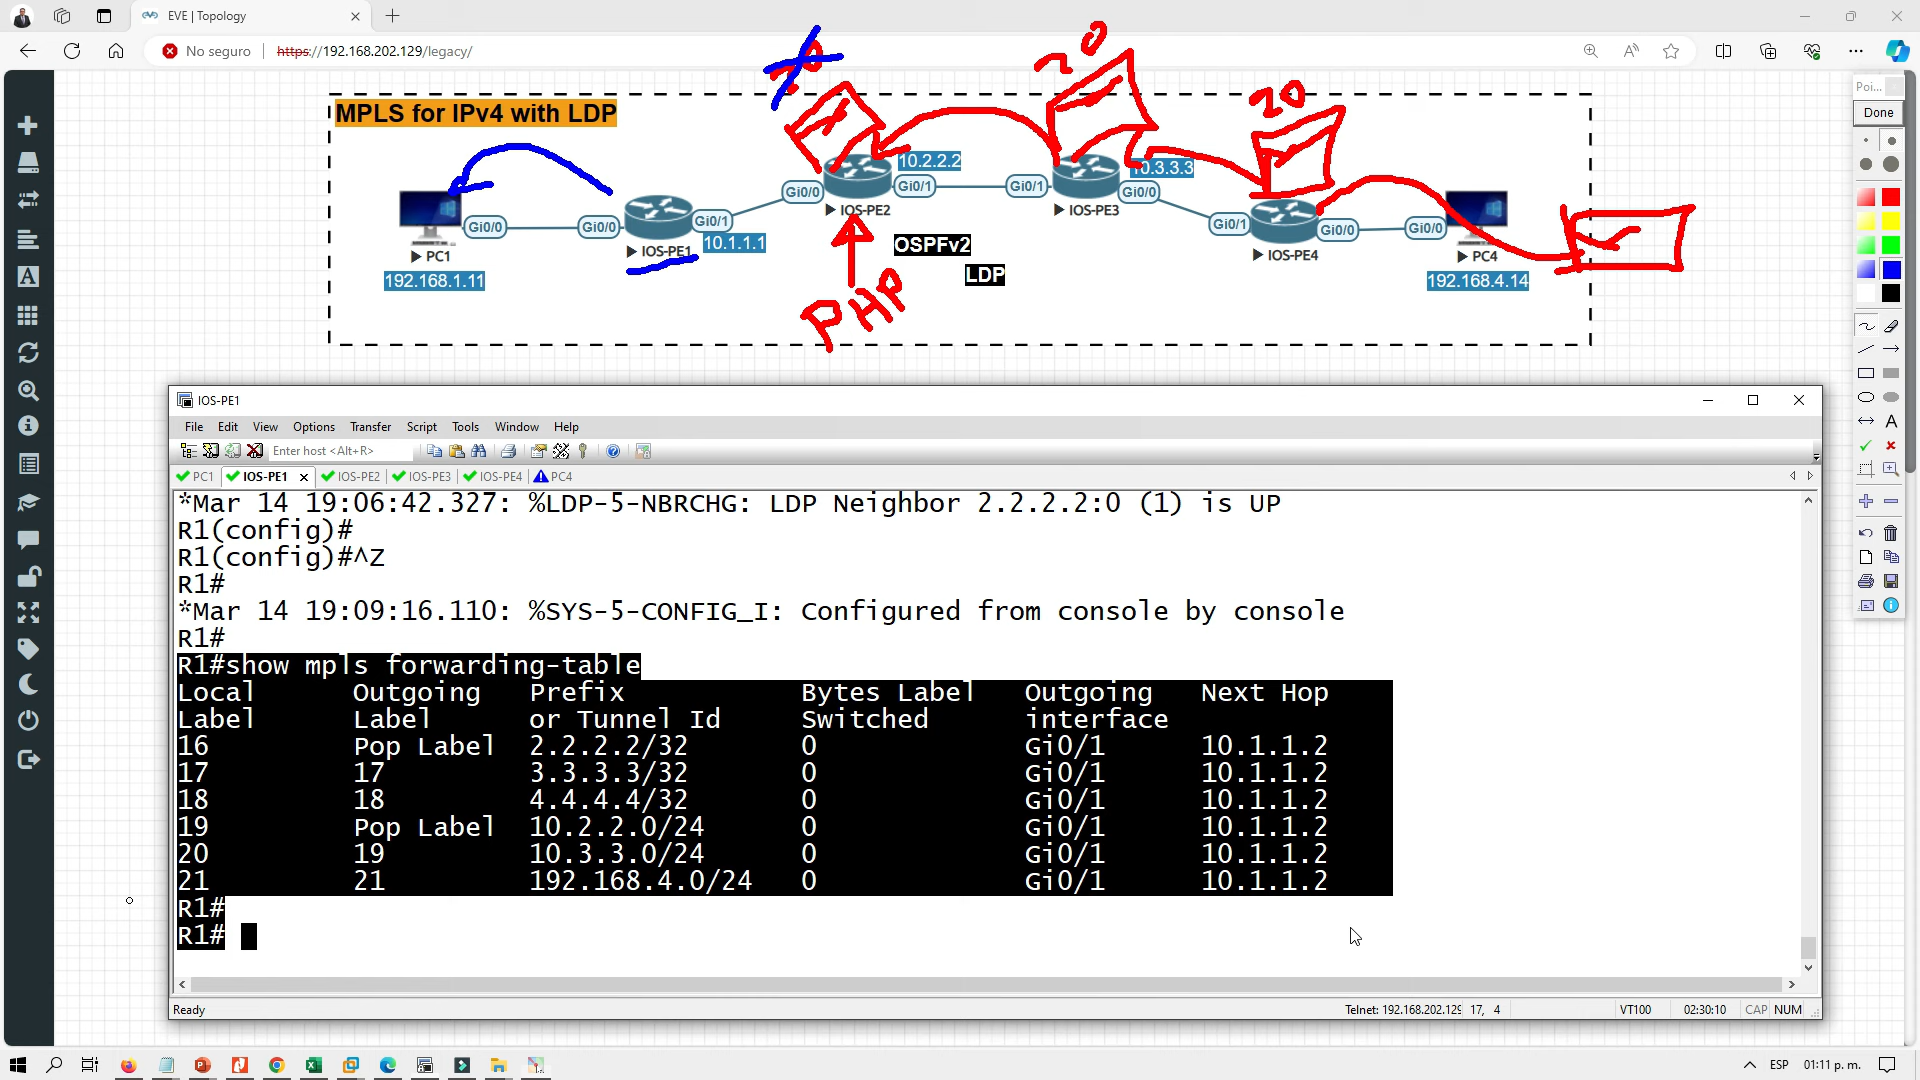 EVE | Topology
No seguro
https://192.168.202.129/legacy/
Poi...
Done
MPLS for IPv4 with LDP
20
20
20
10.2.2.2
10.3.3.3
Gi0/0
Gi0/1
Gi0/1
Gi0/0
IOS-PE2
IOS-PE3
Gi0/0
Gi0/0
Gi0/1
Gi0/1
Gi0/0
Gi0/0
IOS-PE1
10.1.1.1
OSPFv2
PC1
IOS-PE4
PC4
192.168.1.11
LDP
192.168.4.14
PHP
IOS-PE1
File Edit View Options Transfer Script Tools Window Help
Enter host <Alt+R>
PC1 IOS-PE1 IOS-PE2 IOS-PE3 IOS-PE4 PC4
*Mar 14 19:06:42.327: %LDP-5-NBRCHG: LDP Neighbor 2.2.2.2:0 (1) is UP
R1(config)#
R1(config)#^Z
R1#
*Mar 14 19:09:16.110: %SYS-5-CONFIG_I: Configured from console by console
R1#
R1#show mpls forwarding-table
Local Outgoing Prefix Bytes Label Outgoing Next Hop
Label Label or Tunnel Id Switched interface
16 Pop Label 2.2.2.2/32 0 Gi0/1 10.1.1.2
17 17 3.3.3.3/32 0 Gi0/1 10.1.1.2
18 18 4.4.4.4/32 0 Gi0/1 10.1.1.2
19 Pop Label 10.2.2.0/24 0 Gi0/1 10.1.1.2
20 19 10.3.3.0/24 0 Gi0/1 10.1.1.2
21 21 192.168.4.0/24 0 Gi0/1 10.1.1.2
R1#
R1#
Ready
Telnet: 192.168.202.129 17, 4 VT100 02:30:10 CAP NUM
ESP 01:11 p. m.